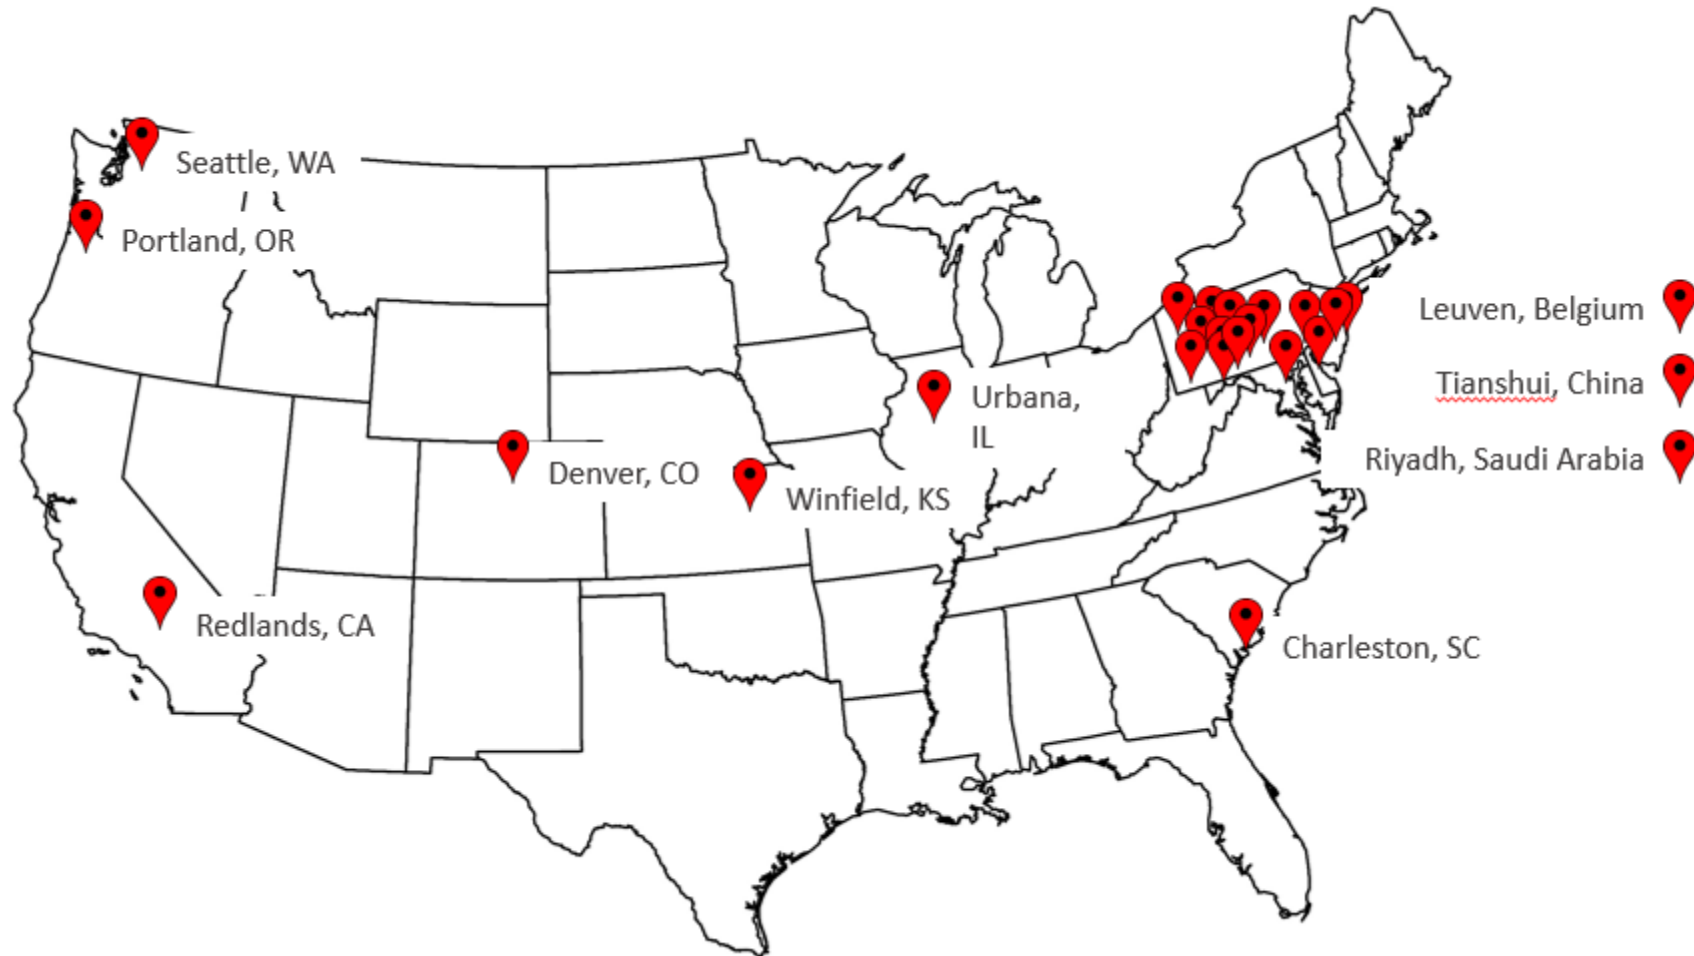 Seattle, WA
Portland, OR
Leuven, Belgium
Tianshui, China
Urbana,
IL
Riyadh, Saudi Arabia
Denver, CO
Winfield, KS
Redlands, CA
Charleston, SC